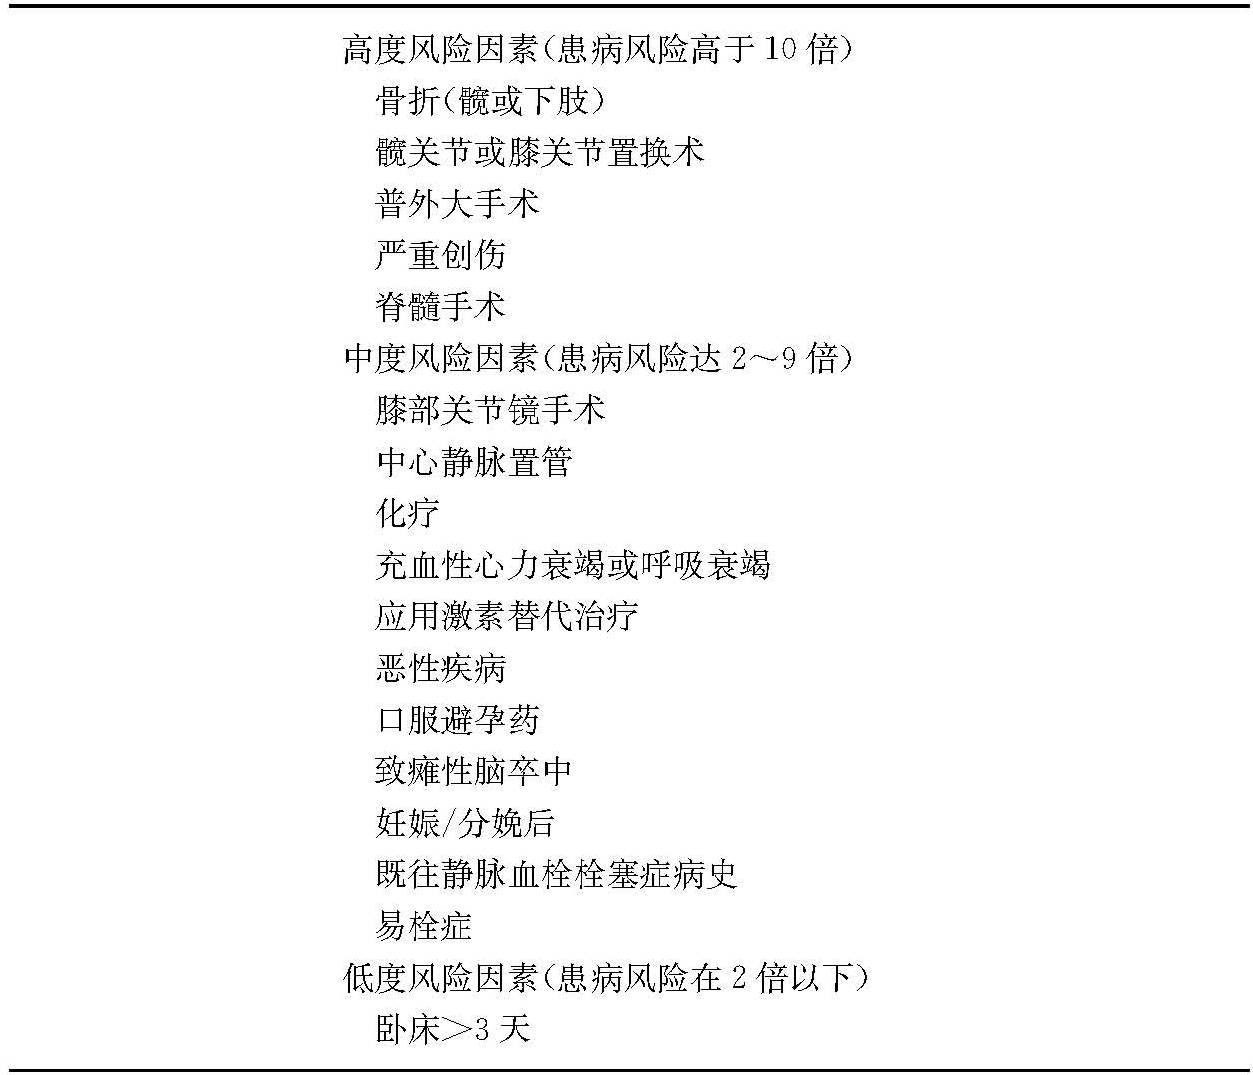 高度风险因素(患病风险高于10倍)
骨折(髋或下肢)
髋关节或膝关节置换术
普外大手术
严重创伤
脊髓手术
中度风险因素(患病风险达2～9倍)
膝部关节镜手术
中心静脉置管
化疗
充血性心力衰竭或呼吸衰竭
应用激素替代治疗
恶性疾病
口服避孕药
致瘫性脑卒中
妊娠/分娩后
既往静脉血栓栓塞症病史
易栓症
低度风险因素(患病风险在2倍以下)
卧床>3天